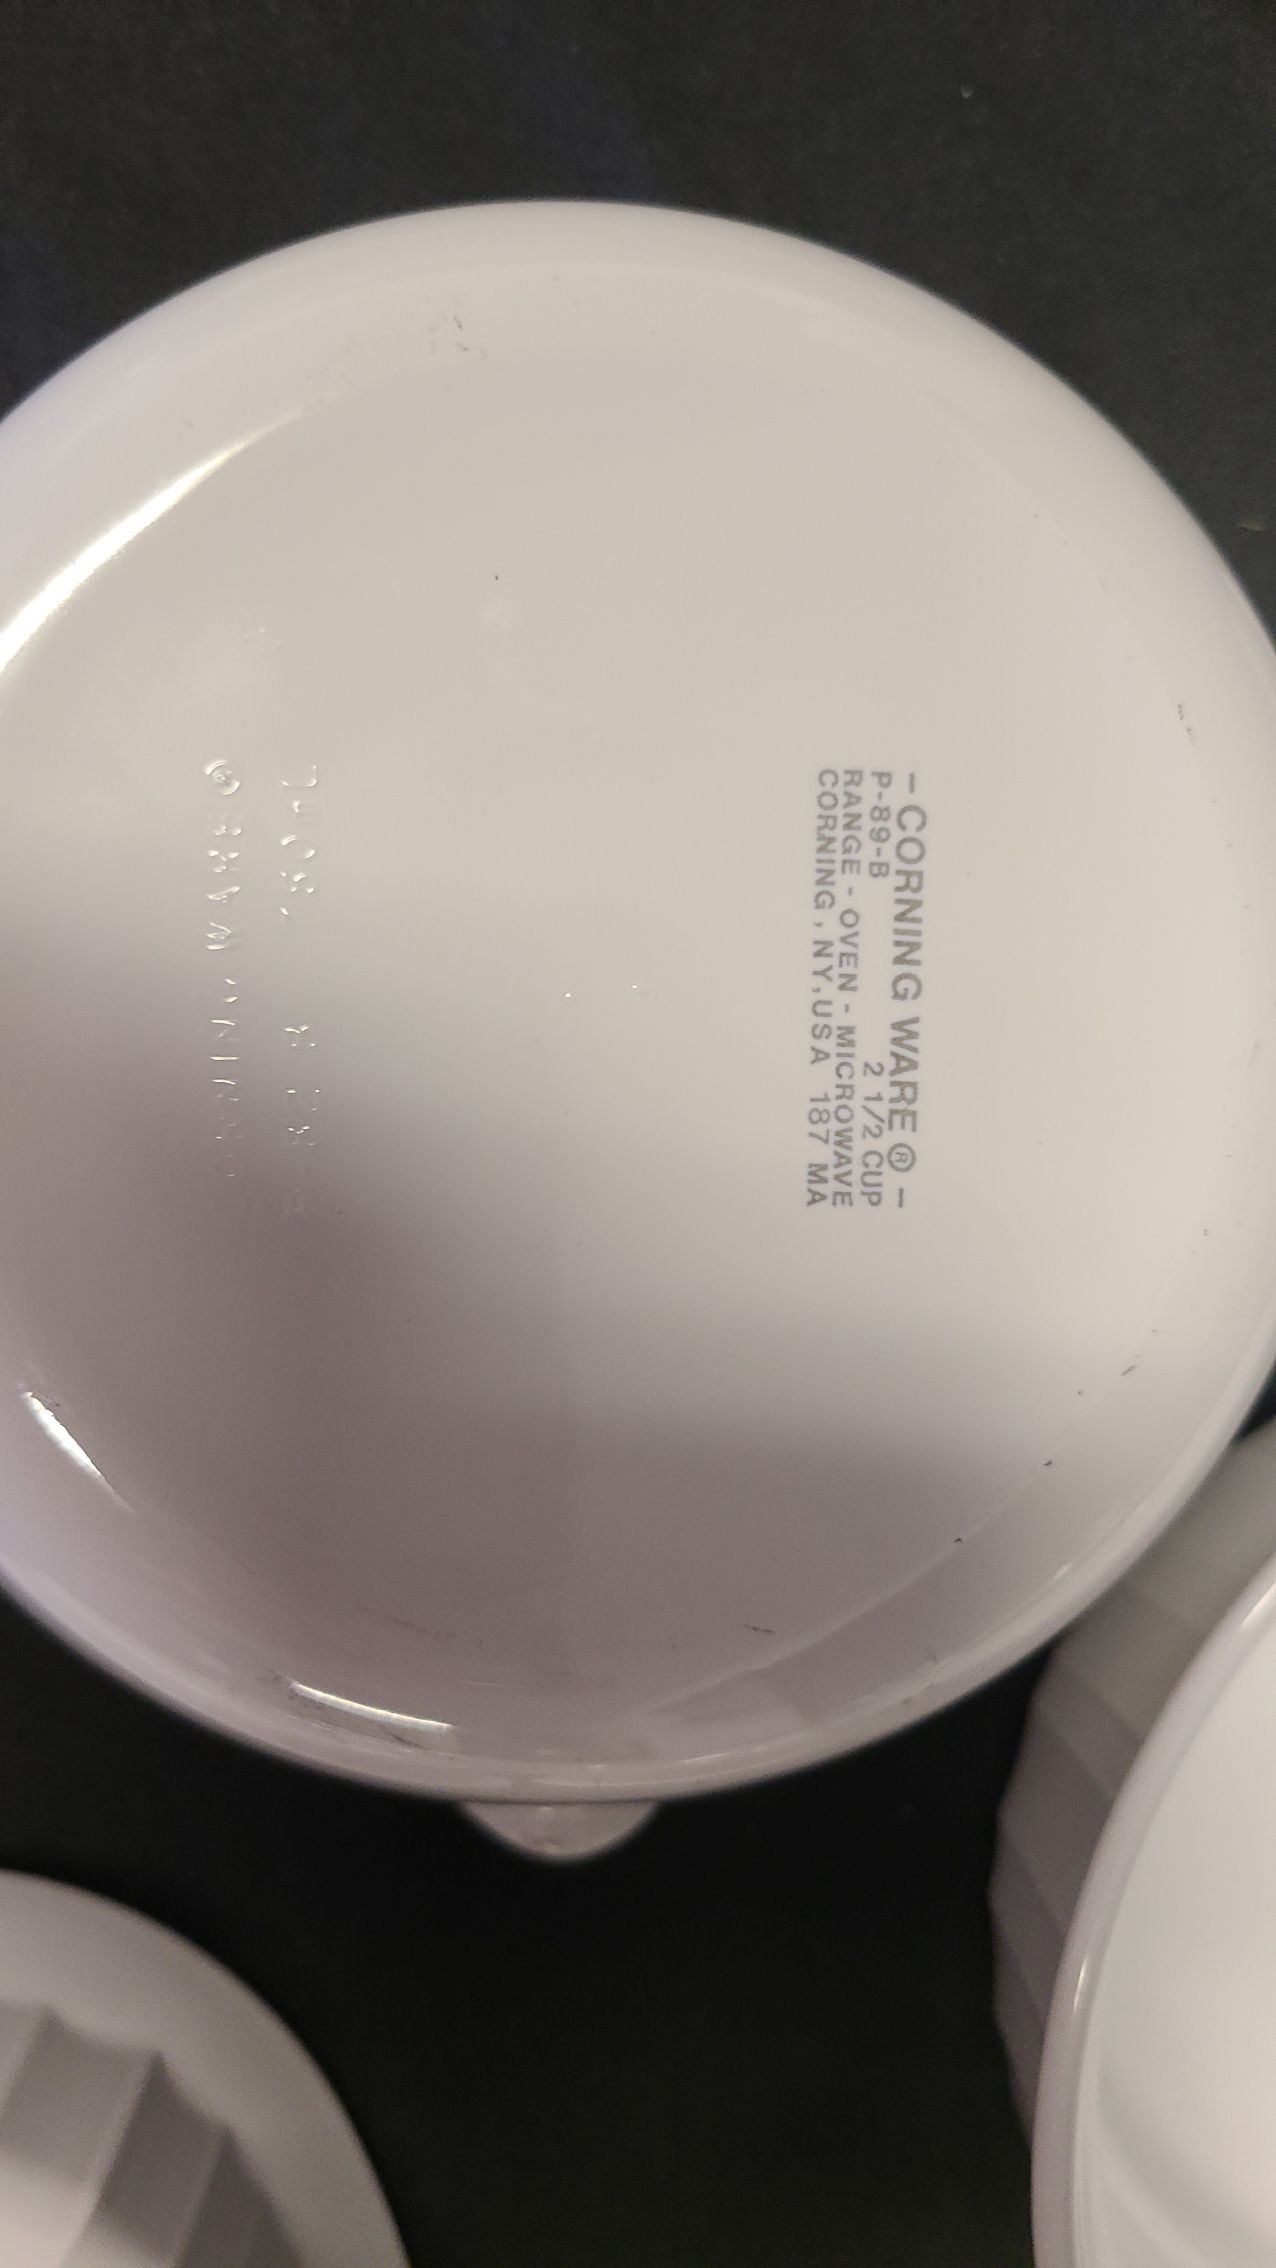 - CORNING WARE ® -
P-89-B 2 1/2 CUP
RANGE - OVEN - MICROWAVE
CORNING, NY, USA 187 MA